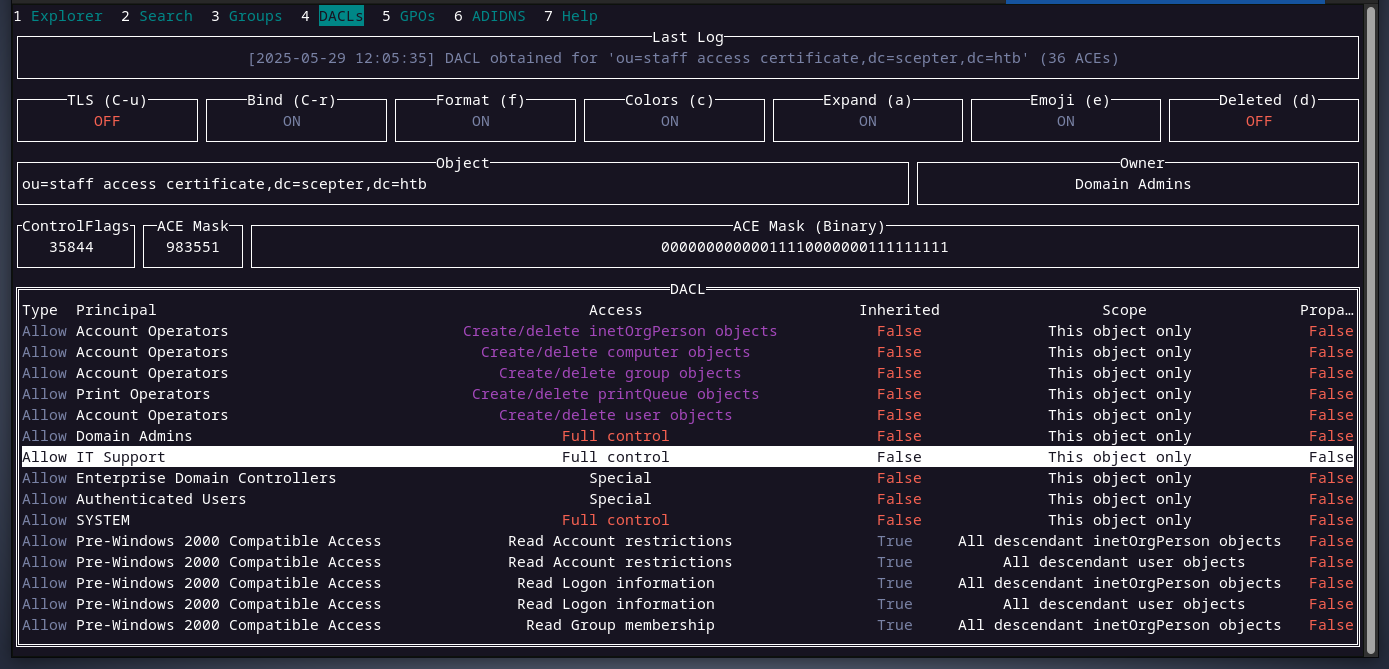 1 Explorer 2 Search 3 Groups 4 DACLs 5 GPOs 6 ADIDNS 7 Help
Last Log
[2025-05-29 12:05:35] DACL obtained for 'ou=staff access certificate,dc=scepter,dc=htb' (36 ACEs)
TLS (C-u) Bind (C-r) Format (f) Colors (c) Expand (a) Emoji (e) Deleted (d)
OFF ON ON ON ON ON OFF
Object Owner
ou=staff access certificate,dc=scepter,dc=htb Domain Admins
ControlFlags ACE Mask ACE Mask (Binary)
35844 983551 00000000000011110000000111111111
DACL
Type Principal Access Inherited Scope Propa…
Allow Account Operators Create/delete inetOrgPerson objects False This object only False
Allow Account Operators Create/delete computer objects False This object only False
Allow Account Operators Create/delete group objects False This object only False
Allow Print Operators Create/delete printQueue objects False This object only False
Allow Account Operators Create/delete user objects False This object only False
Allow Domain Admins Full control False This object only False
Allow IT Support Full control False This object only False
Allow Enterprise Domain Controllers Special False This object only False
Allow Authenticated Users Special False This object only False
Allow SYSTEM Full control False This object only False
Allow Pre-Windows 2000 Compatible Access Read Account restrictions True All descendant inetOrgPerson objects False
Allow Pre-Windows 2000 Compatible Access Read Account restrictions True All descendant user objects False
Allow Pre-Windows 2000 Compatible Access Read Logon information True All descendant inetOrgPerson objects False
Allow Pre-Windows 2000 Compatible Access Read Logon information True All descendant user objects False
Allow Pre-Windows 2000 Compatible Access Read Group membership True All descendant inetOrgPerson objects False